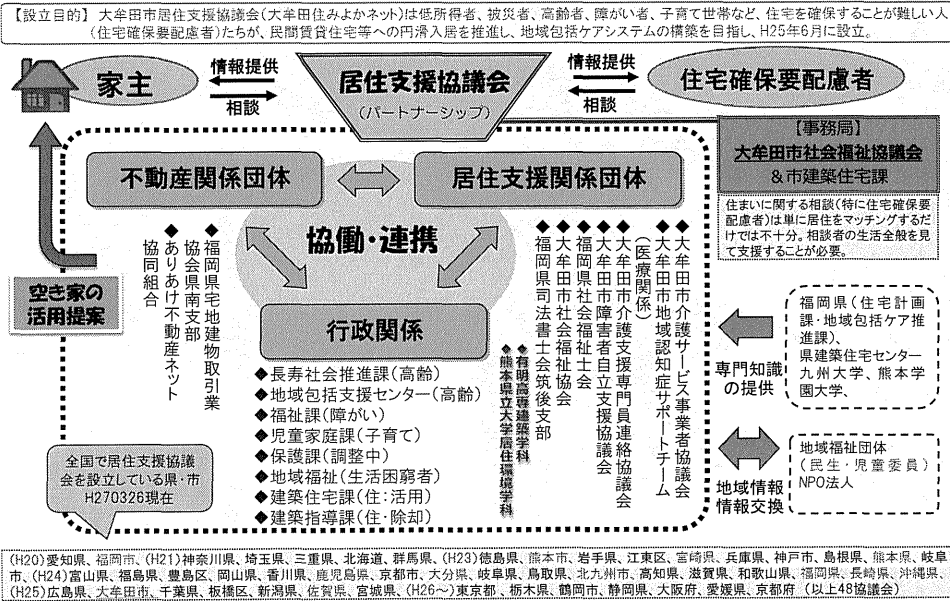 【設立目的】 大牟田市居住支援協議会(大牟田住みよかネット)は低所得者、被災者、高齢者、障がい者、子育て世帯など、住宅を確保することが難しい人
(住宅確保要配慮者)たちが、民間賃貸住宅等への円滑入居を推進し、地域包括ケアシステムの構築を目指し、H25年6月に設立。
家主
情報提供
相談
居住支援協議会
(パートナーシップ)
情報提供
相談
住宅確保要配慮者
【事務局】
大牟田市社会福祉協議会
&市建築住宅課
住まいに関する相談(特に住宅確保要
配慮者)は単に居住をマッチングするだ
けでは不十分。相談者の生活全般を見
て支援することが必要。
不動産関係団体
居住支援関係団体
協働・連携
行政関係
空き家の
活用提案
◆福岡県宅地建物取引業
協会県南支部
◆ありあけ不動産ネット
協同組合
◆長寿社会推進課(高齢)
◆地域包括支援センター(高齢)
◆福祉課(障がい)
◆児童家庭課(子育て)
◆保護課(調整中)
◆地域福祉(生活困窮者)
◆建築住宅課(住:活用)
◆建築指導課(住・除却)
◆有明高専建築学科
◆熊本県立大学居住環境学科
◆大牟田市介護サービス事業者協議会
◆大牟田市地域認知症サポートチーム
(医療関係)
◆大牟田市介護支援専門員連絡協議会
◆大牟田市障害者自立支援協議会
◆福岡県社会福祉士会
◆大牟田市社会福祉協会
◆福岡県司法書士会筑後支部
専門知識
の提供
福岡県(住宅計画
課・地域包括ケア推
進課)、
県建築住宅センター
九州大学、熊本学
園大学、
地域情報
情報交換
地域福祉団体
(民生・児童委員)
NPO法人
全国で居住支援協議
会を設立している県・市
H270326現在
(H20)愛知県、福岡市、(H21)神奈川県、埼玉県、三重県、北海道、群馬県、(H23)徳島県、熊本市、岩手県、江東区、宮崎県、兵庫県、神戸市、島根県、熊本県、岐阜
市、(H24)富山県、福島県、豊島区、岡山県、香川県、鹿児島県、京都市、大分県、岐阜県、鳥取県、北九州市、高知県、滋賀県、和歌山県、福岡県、長崎県、沖縄県、
(H25)広島県、大牟田市、千葉県、板橋区、新潟県、佐賀県、宮城県、(H26~)東京都、栃木県、鶴岡市、静岡県、大阪府、愛媛県、京都府 (以上48協議会)